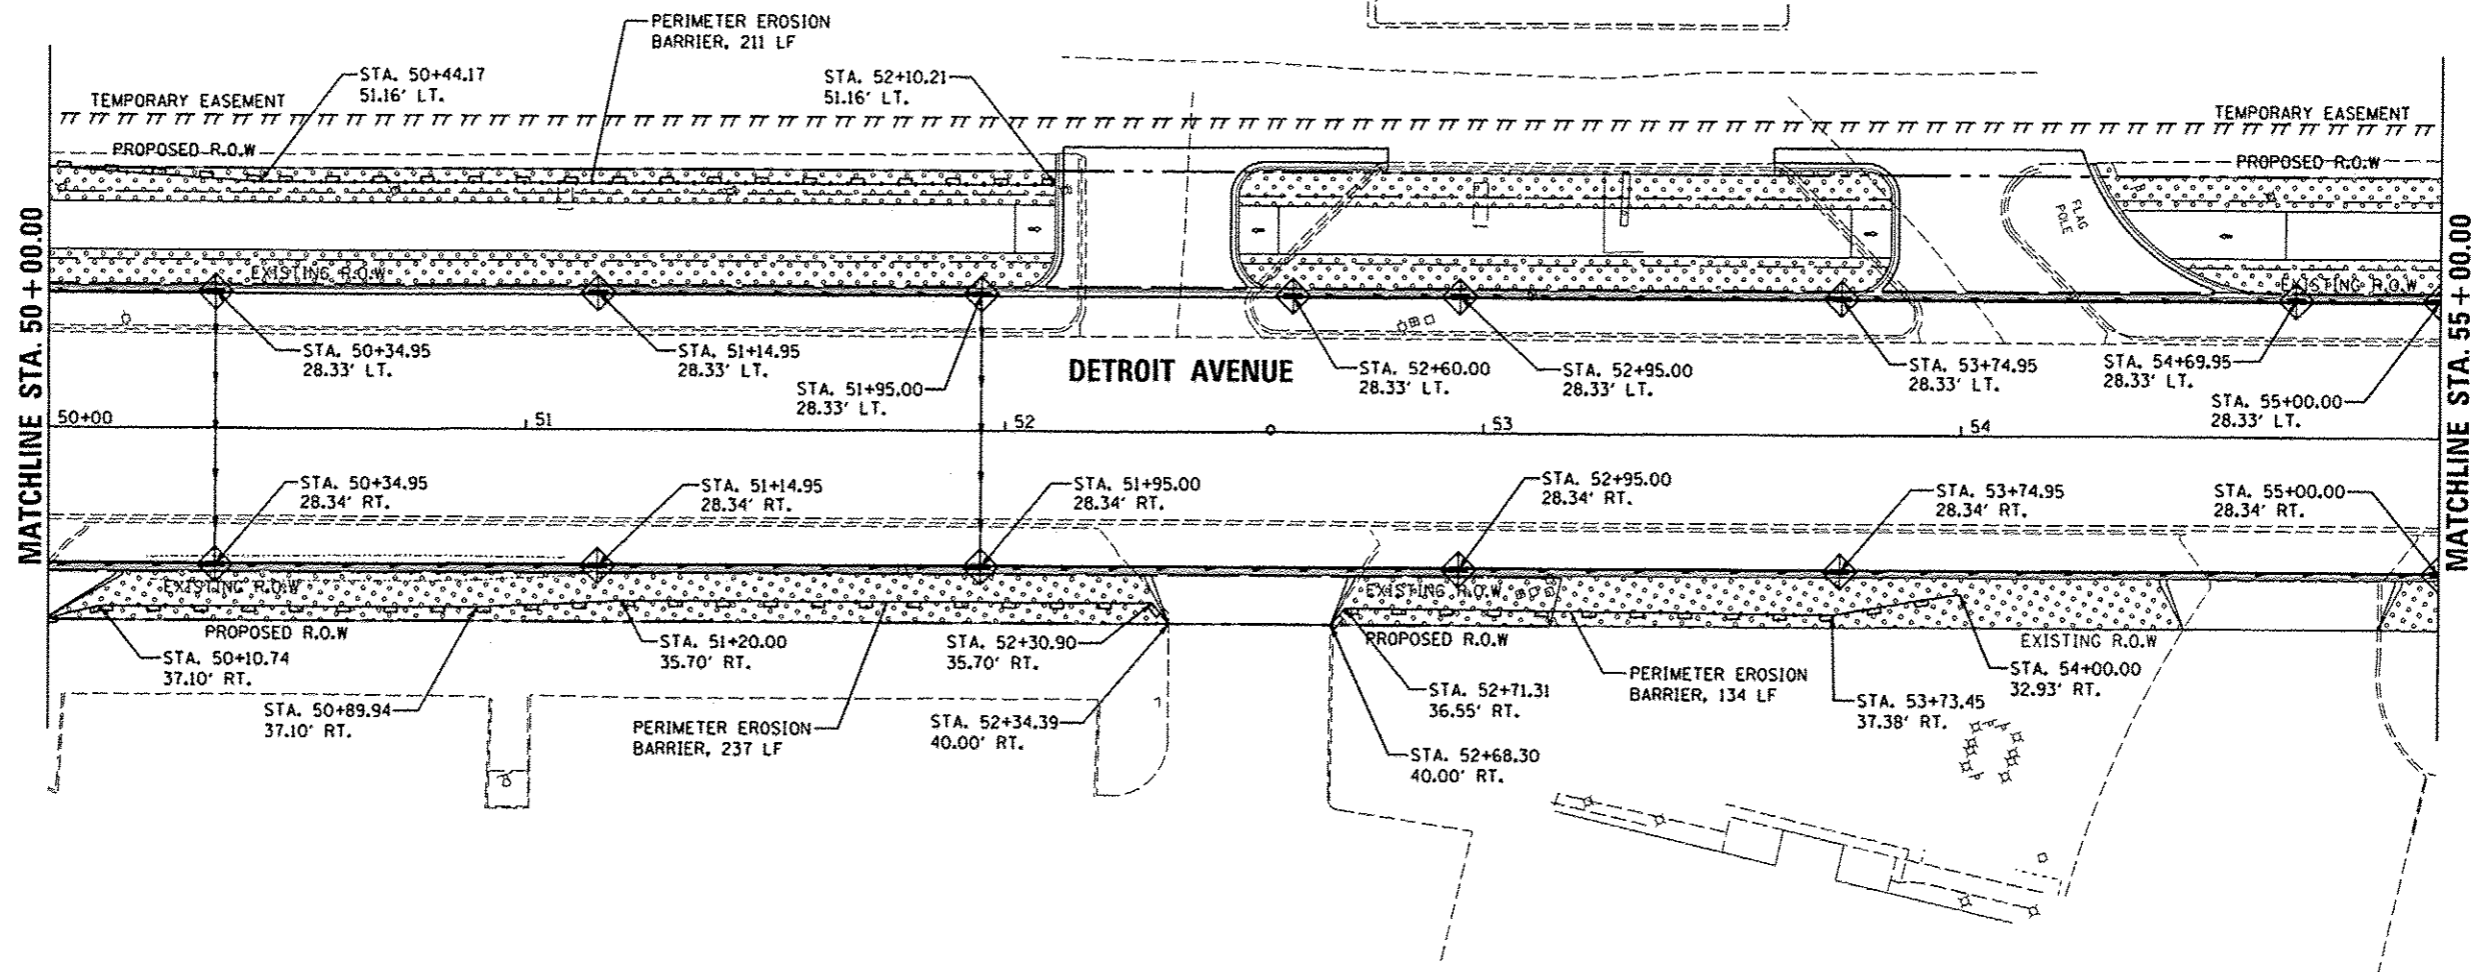 PERIMETER EROSION
BARRIER, 211 LF
STA. 50+44.17
51.16' LT.
STA. 52+10.21
51.16' LT.
TEMPORARY EASEMENT
TEMPORARY EASEMENT
PROPOSED R.O.W
PROPOSED R.O.W
FLAG
POLE
EXISTING R.O.W
EXISTING R.O.W
MATCHLINE STA. 50+00.00
MATCHLINE STA. 55+00.00
STA. 50+34.95
28.33' LT.
STA. 51+14.95
28.33' LT.
STA. 51+95.00
28.33' LT.
DETROIT AVENUE
STA. 52+60.00
28.33' LT.
STA. 52+95.00
28.33' LT.
STA. 53+74.95
28.33' LT.
STA. 54+69.95
28.33' LT.
STA. 55+00.00
28.33' LT.
50+00
51
52
53
54
STA. 50+34.95
28.34' RT.
STA. 51+14.95
28.34' RT.
STA. 51+95.00
28.34' RT.
STA. 52+95.00
28.34' RT.
STA. 53+74.95
28.34' RT.
STA. 55+00.00
28.34' RT.
EXISTING R.O.W
EXISTING R.O.W
PROPOSED R.O.W
PROPOSED R.O.W
EXISTING R.O.W
STA. 50+10.74
37.10' RT.
STA. 50+89.94
37.10' RT.
STA. 51+20.00
35.70' RT.
PERIMETER EROSION
BARRIER, 237 LF
STA. 52+30.90
35.70' RT.
STA. 52+34.39
40.00' RT.
STA. 52+71.31
36.55' RT.
STA. 52+68.30
40.00' RT.
PERIMETER EROSION
BARRIER, 134 LF
STA. 53+73.45
37.38' RT.
STA. 54+00.00
32.93' RT.